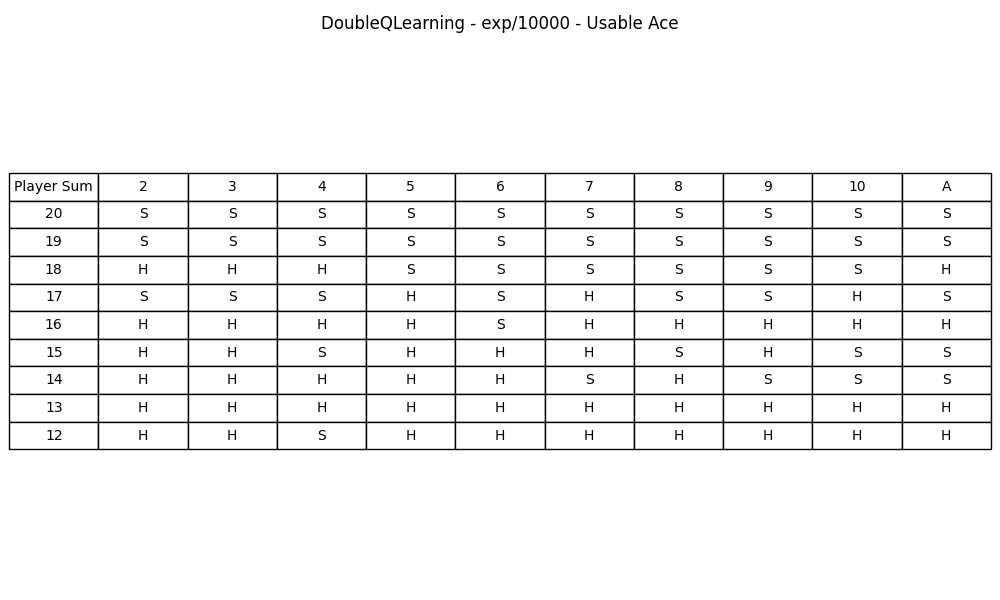 DoubleQLearning - exp/10000 - Usable Ace
Player Sum 2 3 4 5 6 7 8 9 10 A
20 S S S S S S S S S S
19 S S S S S S S S S S
18 H H H S S S S S S H
17 S S S H S H S S H S
16 H H H H S H H H H H
15 H H S H H H S H S S
14 H H H H H S H S S S
13 H H H H H H H H H H
12 H H S H H H H H H H